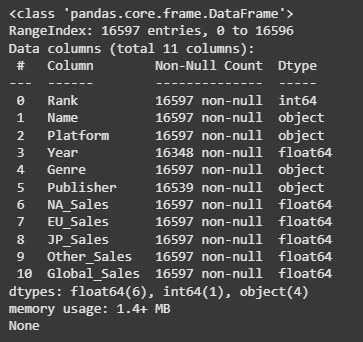 <class 'pandas.core.frame.DataFrame'>
RangeIndex: 16597 entries, 0 to 16596
Data columns (total 11 columns):
 #   Column        Non-Null Count  Dtype
---  ------        --------------  -----
 0   Rank          16597 non-null  int64
 1   Name          16597 non-null  object
 2   Platform      16597 non-null  object
 3   Year          16348 non-null  float64
 4   Genre         16597 non-null  object
 5   Publisher     16539 non-null  object
 6   NA_Sales      16597 non-null  float64
 7   EU_Sales      16597 non-null  float64
 8   JP_Sales      16597 non-null  float64
 9   Other_Sales   16597 non-null  float64
 10  Global_Sales  16597 non-null  float64
dtypes: float64(6), int64(1), object(4)
memory usage: 1.4+ MB
None